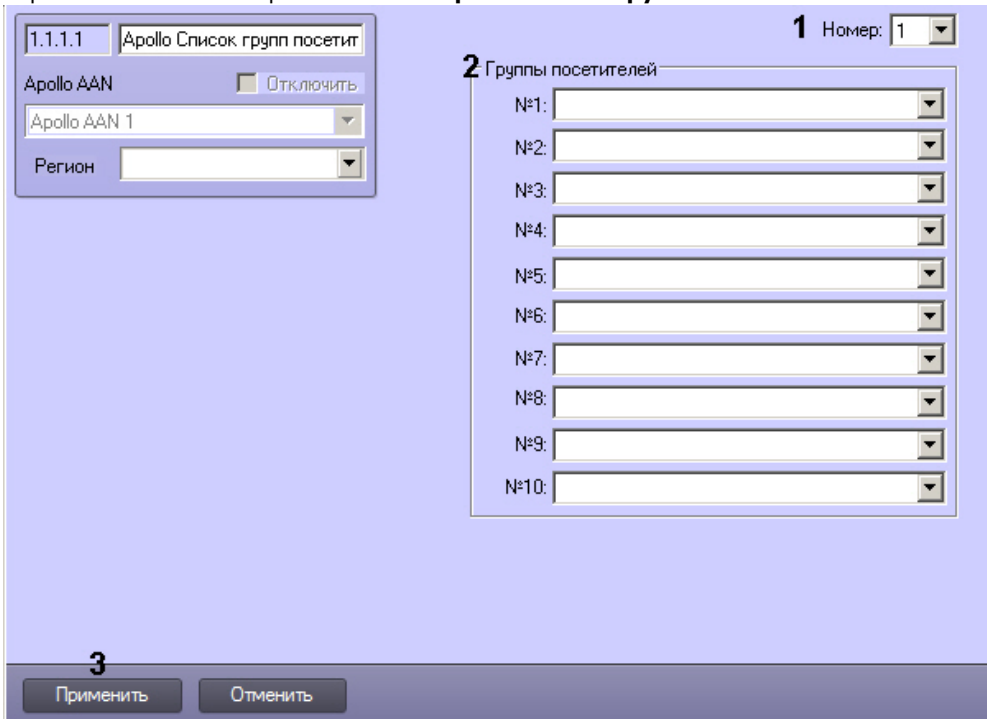 1.1.1.1 Apollo Список групп посетит
Apollo AAN Отключить
Apollo AAN 1
Регион
1 Номер: 1
2 Группы посетителей
№1:
№2:
№3:
№4:
№5:
№6:
№7:
№8:
№9:
№10:
3
Применить Отменить